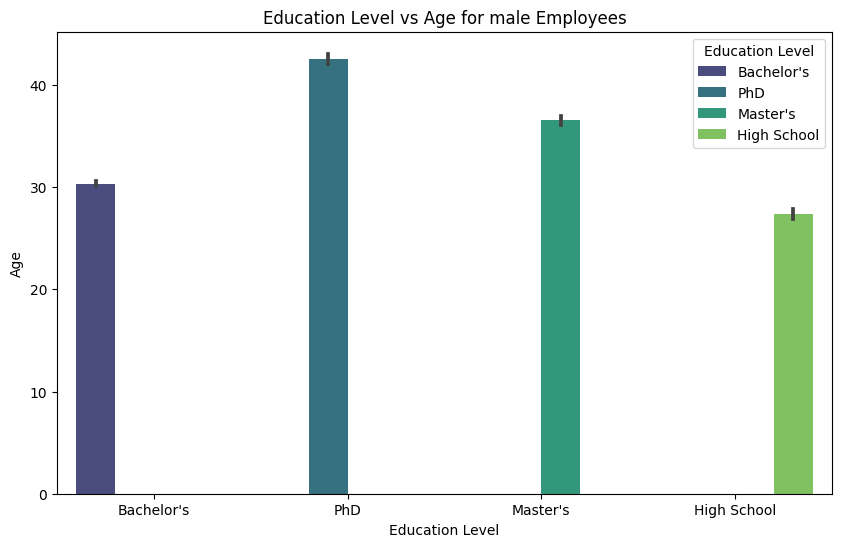 Education Level vs Age for male Employees
Education Level
Bachelor's
PhD
Master's
High School
Age
40
30
20
10
0
Bachelor's PhD Master's High School
Education Level